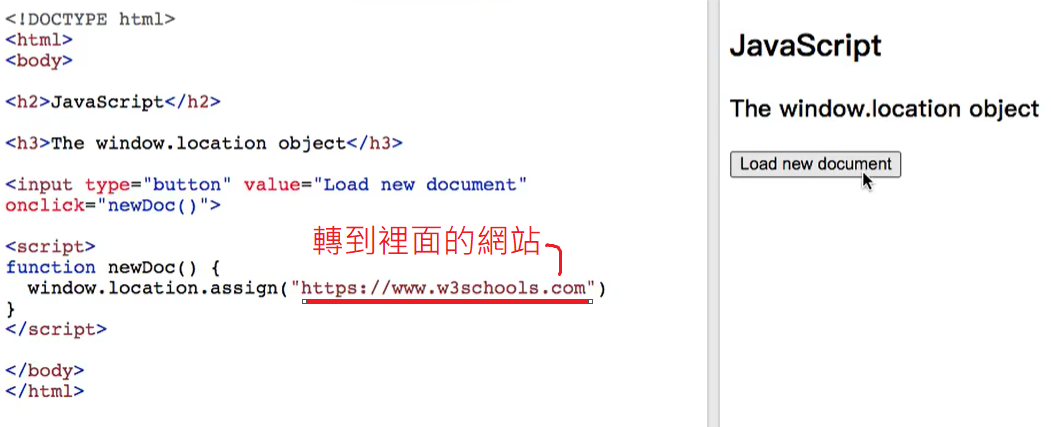 <!DOCTYPE html>
<html>
<body>
<h2>JavaScript</h2>
<h3>The window.location object</h3>
<input type="button" value="Load new document"
onclick="newDoc()">
<script>
function newDoc() {
  window.location.assign("https://www.w3schools.com")
}
</script>
</body>
</html>
轉到裡面的網站
JavaScript
The window.location object
Load new document